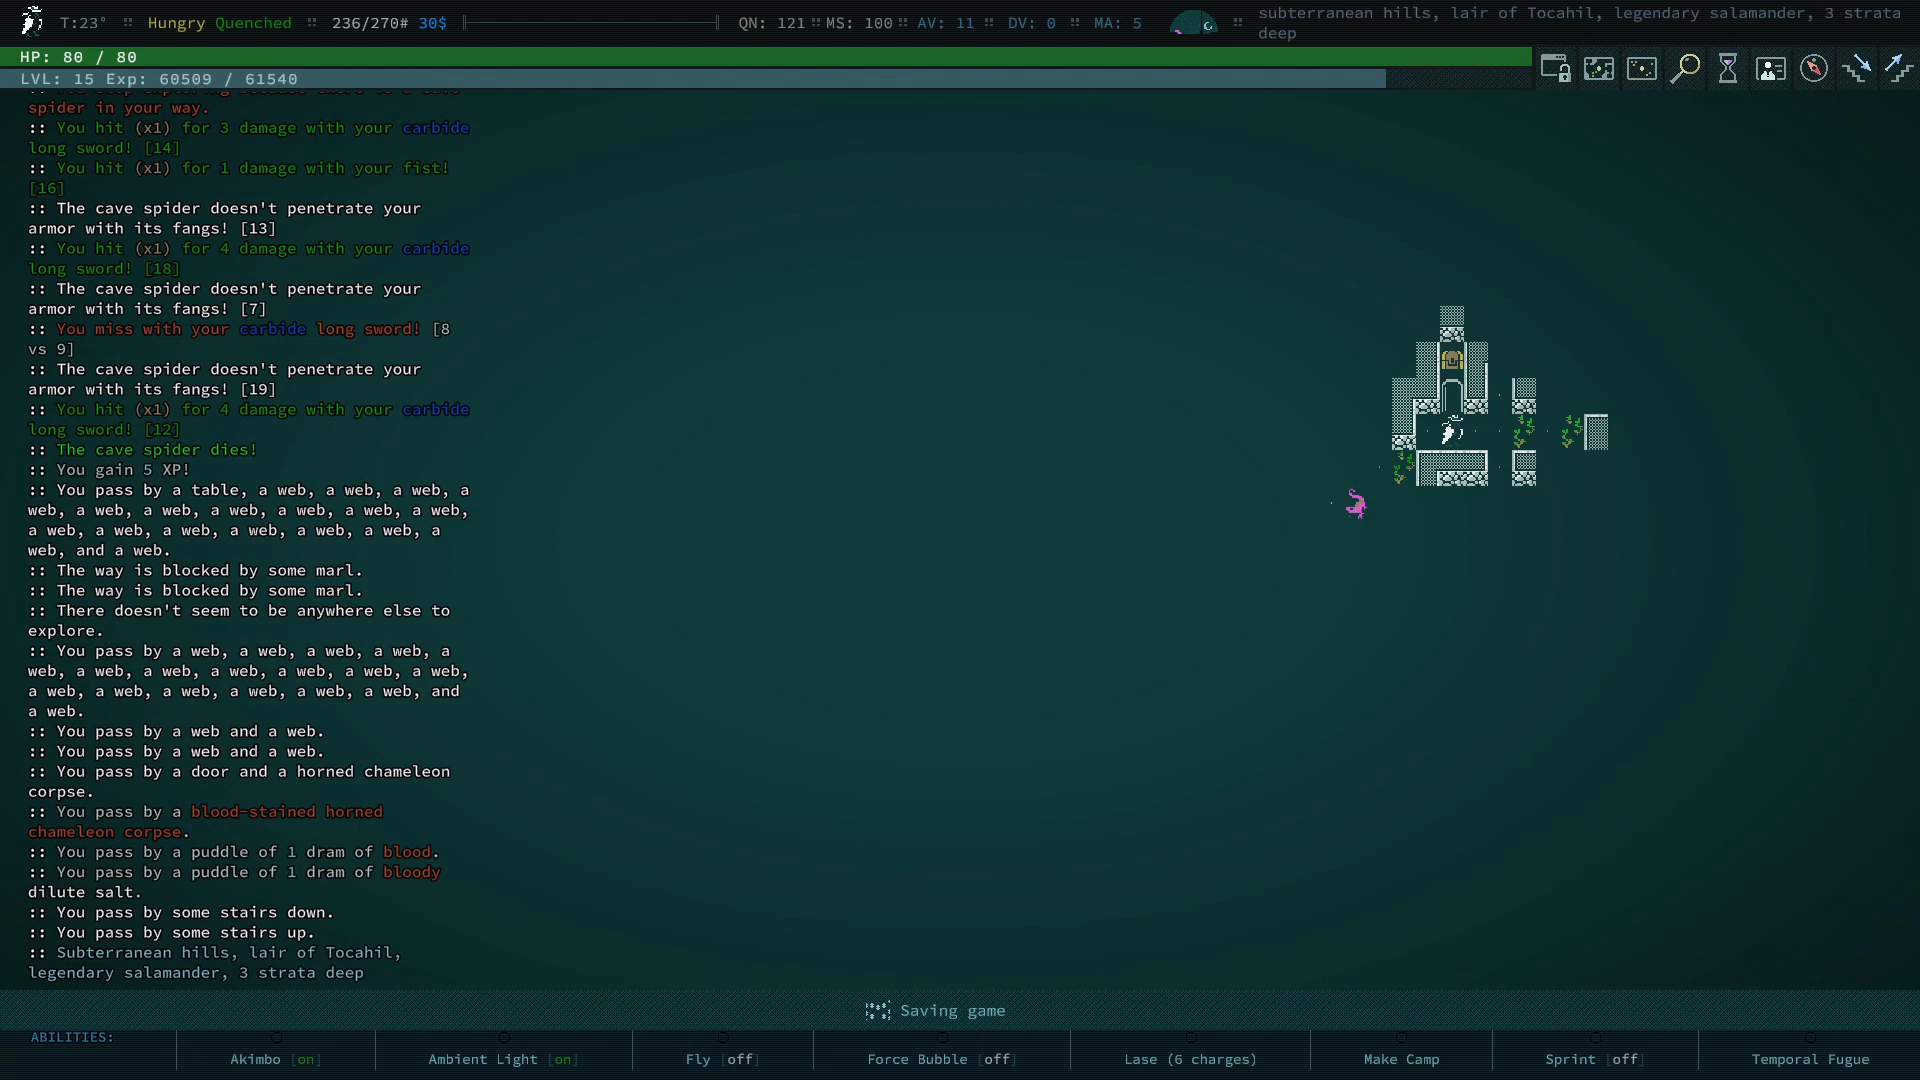 T:23° :: Hungry Quenched :: 236/270# 30$ QN: 121 :: MS: 100 :: AV: 11 :: DV: 0 :: MA: 5 :: subterranean hills, lair of Tocahil, legendary salamander, 3 strata
deep
HP: 80 / 80
LVL: 15 Exp: 60509 / 61540
spider in your way.
:: You hit (x1) for 3 damage with your carbide
long sword! [14]
:: You hit (x1) for 1 damage with your fist!
[16]
:: The cave spider doesn't penetrate your
armor with its fangs! [13]
:: You hit (x1) for 4 damage with your carbide
long sword! [18]
:: The cave spider doesn't penetrate your
armor with its fangs! [7]
:: You miss with your carbide long sword! [8
vs 9]
:: The cave spider doesn't penetrate your
armor with its fangs! [19]
:: You hit (x1) for 4 damage with your carbide
long sword! [12]
:: The cave spider dies!
:: You gain 5 XP!
:: You pass by a table, a web, a web, a web, a
web, a web, a web, a web, a web, a web, a web,
a web, a web, a web, a web, a web, a web, a
web, and a web.
:: The way is blocked by some marl.
:: The way is blocked by some marl.
:: There doesn't seem to be anywhere else to
explore.
:: You pass by a web, a web, a web, a web, a
web, a web, a web, a web, a web, a web, a web,
a web, a web, a web, a web, a web, a web, and
a web.
:: You pass by a web and a web.
:: You pass by a web and a web.
:: You pass by a door and a horned chameleon
corpse.
:: You pass by a blood-stained horned
chameleon corpse.
:: You pass by a puddle of 1 dram of blood.
:: You pass by a puddle of 1 dram of bloody
dilute salt.
:: You pass by some stairs down.
:: You pass by some stairs up.
:: Subterranean hills, lair of Tocahil,
legendary salamander, 3 strata deep
Saving game
ABILITIES:
Akimbo [on] Ambient Light [on] Fly [off] Force Bubble [off] Lase (6 charges) Make Camp Sprint [off] Temporal Fugue